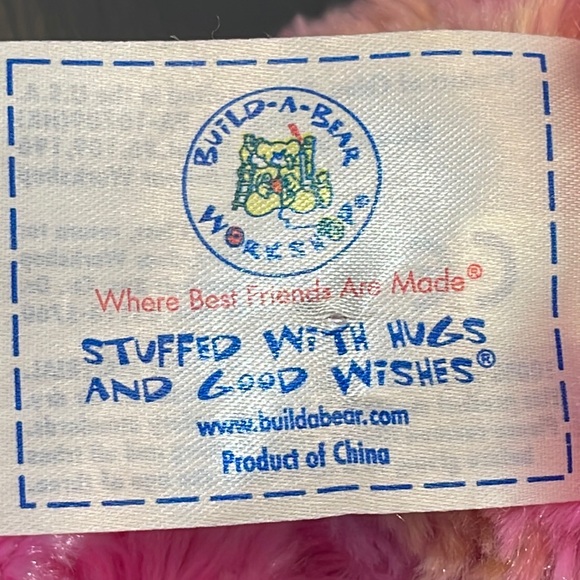 BUiLD-A-BEAR
WORKSHOP®
Where Best Friends Are Made®
STUFFED WiTH HUGS
AND GOOD WiSHES®
www.buildabear.com
Product of China